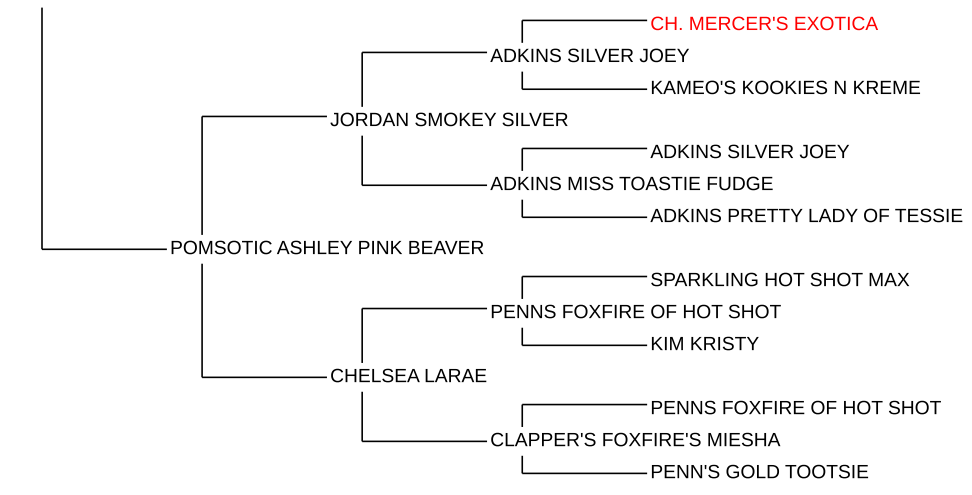 CH. MERCER'S EXOTICA
ADKINS SILVER JOEY
KAMEO'S KOOKIES N KREME
JORDAN SMOKEY SILVER
ADKINS SILVER JOEY
ADKINS MISS TOASTIE FUDGE
ADKINS PRETTY LADY OF TESSIE
POMSOTIC ASHLEY PINK BEAVER
SPARKLING HOT SHOT MAX
PENNS FOXFIRE OF HOT SHOT
KIM KRISTY
CHELSEA LARAE
PENNS FOXFIRE OF HOT SHOT
CLAPPER'S FOXFIRE'S MIESHA
PENN'S GOLD TOOTSIE